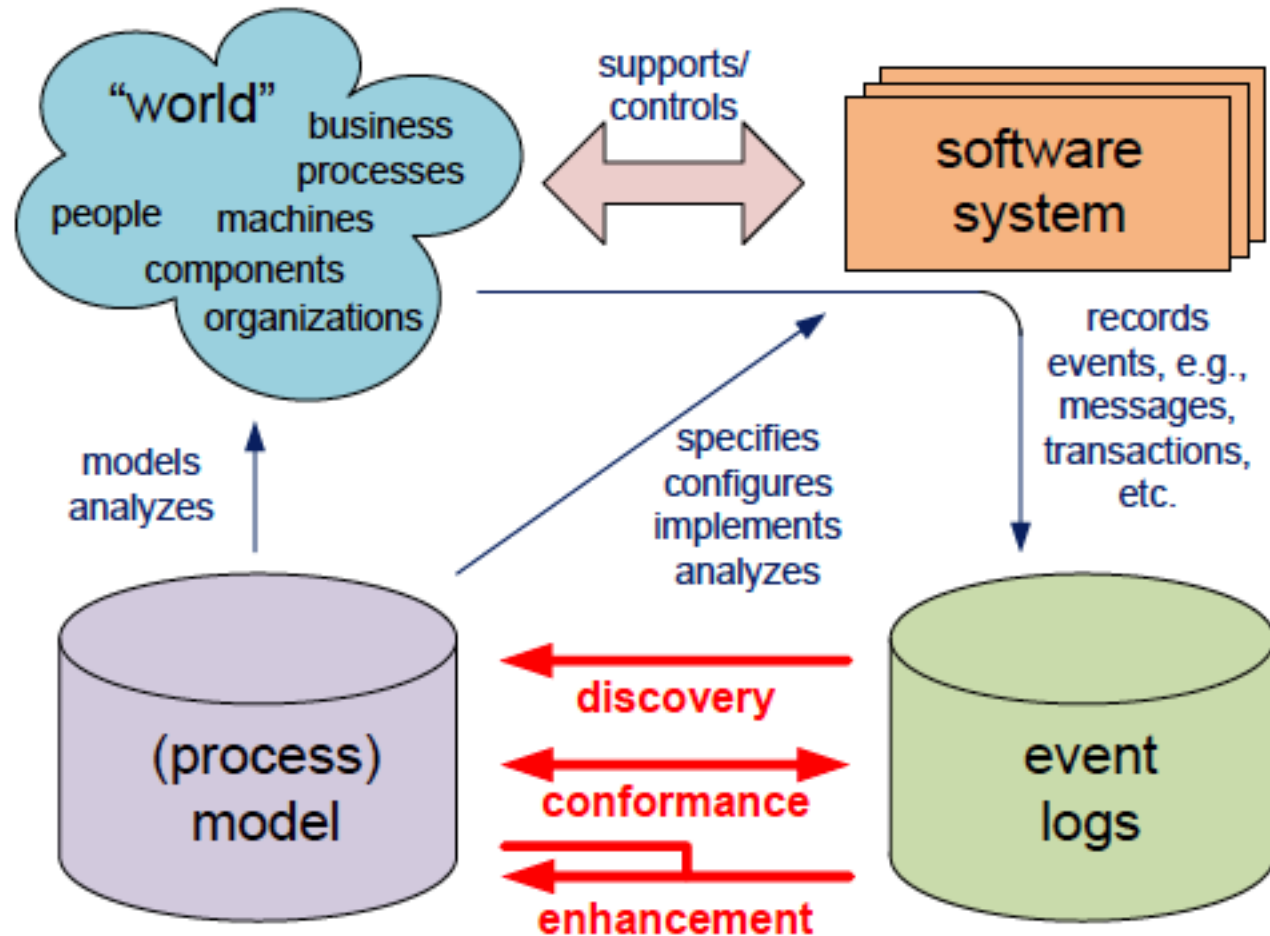 “world”
business
processes
people
machines
components
organizations
supports/
controls
software
system
records
events, e.g.,
messages,
transactions,
etc.
models
analyzes
specifies
configures
implements
analyzes
(process)
model
discovery
conformance
enhancement
event
logs